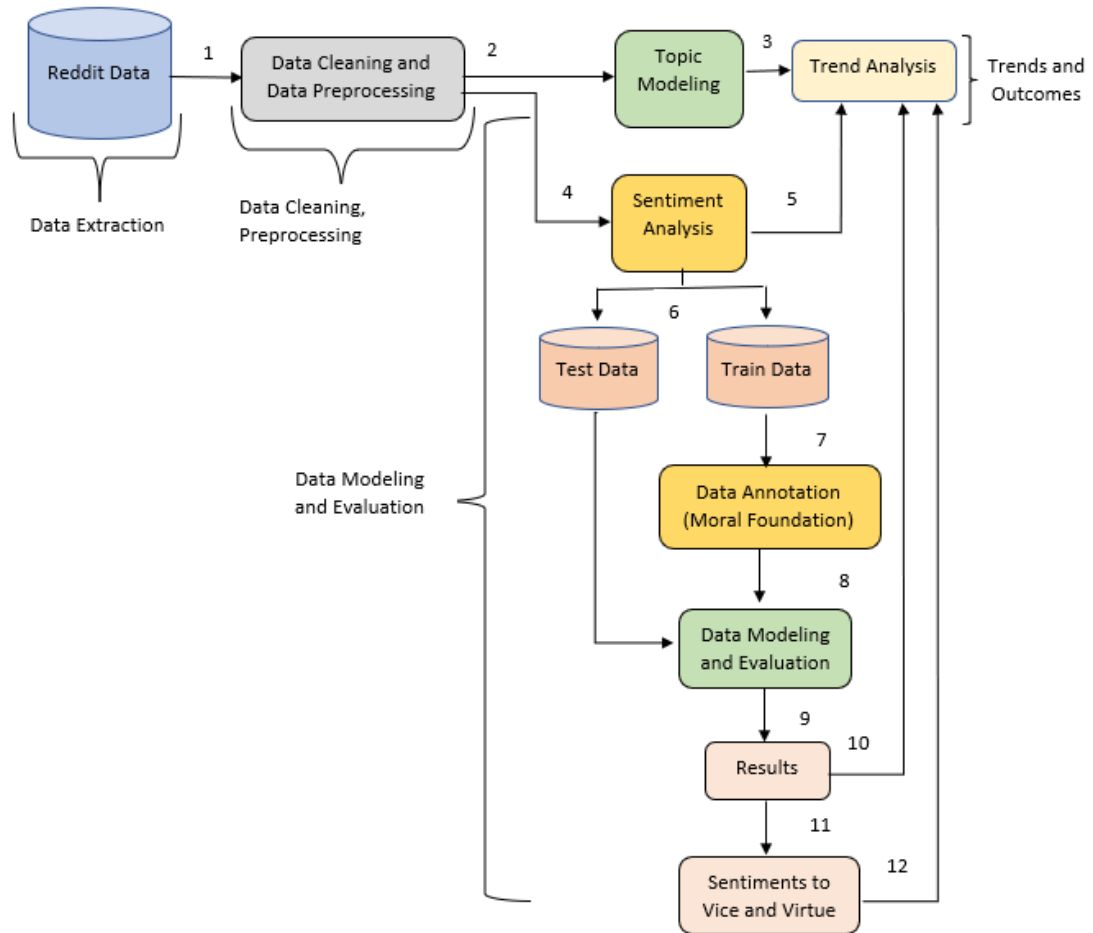 Reddit Data
1
Data Cleaning and
Data Preprocessing
2
Topic
Modeling
3
Trend Analysis
Trends and
Outcomes
Data Extraction
Data Cleaning,
Preprocessing
4
Sentiment
Analysis
5
6
Test Data
Train Data
7
Data Modeling
and Evaluation
Data Annotation
(Moral Foundation)
8
Data Modeling
and Evaluation
9
10
Results
11
12
Sentiments to
Vice and Virtue